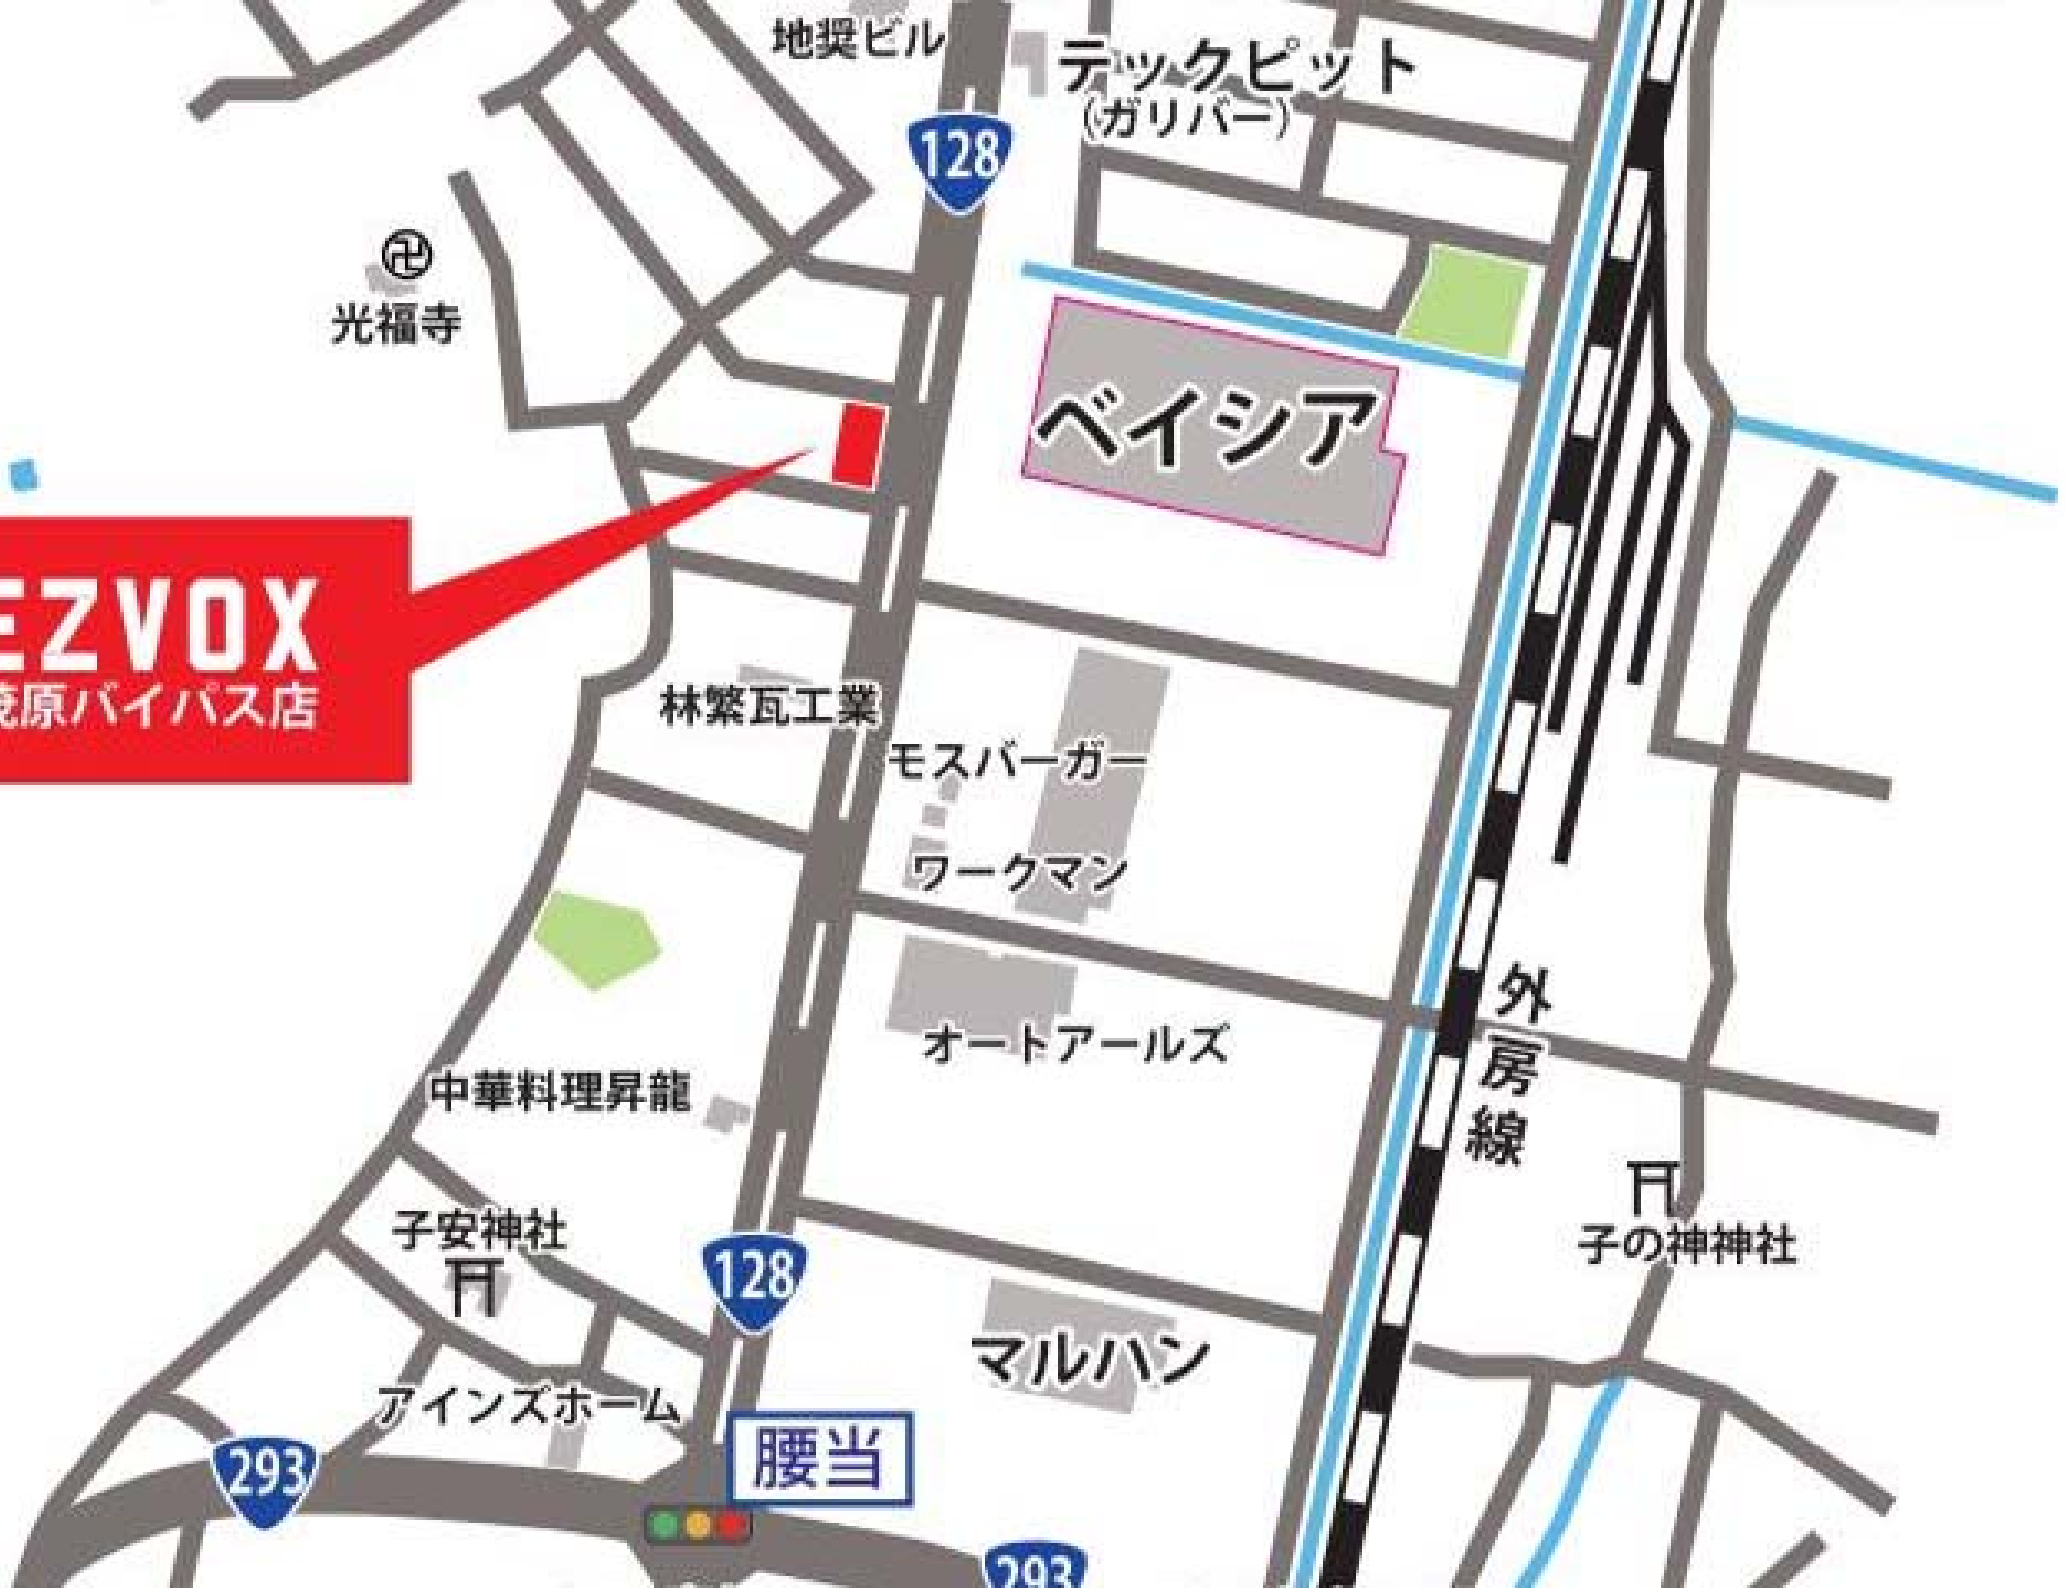 地奨ビル
テックピット
(ガリバー)
128
卍
光福寺
ベイシア
EZVOX
茂原バイパス店
林繁瓦工業
モスバーガー
ワークマン
外房線
オートアールズ
中華料理昇龍
子安神社
128
子の神神社
マルハン
アインズホーム
腰当
293
293